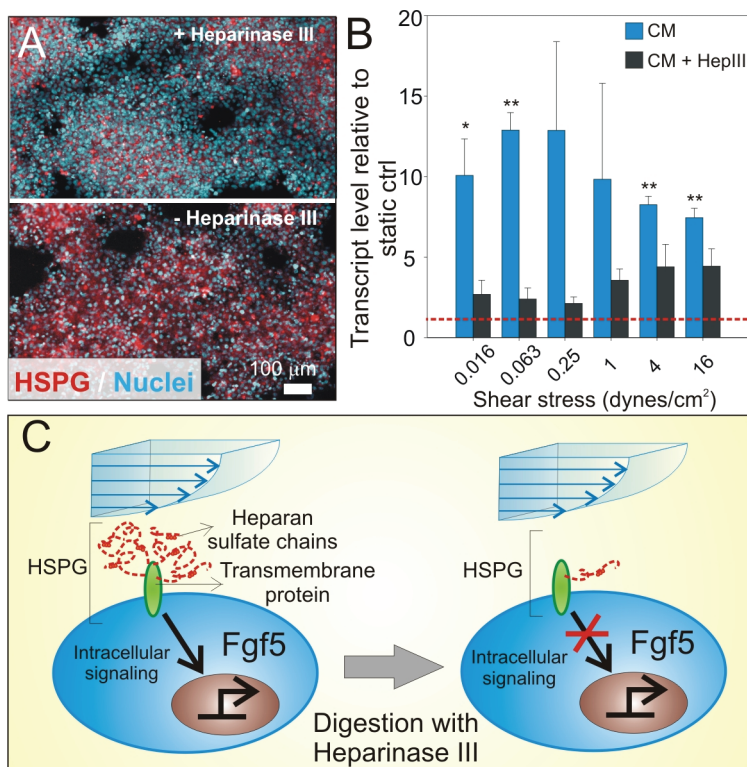 A
+ Heparinase III
- Heparinase III
HSPG / Nuclei
100 μm
B
CM
CM + HepIII
Transcript level relative to
static ctrl
20
15
10
5
0
*
**
**
**
0.016
0.063
0.25
1
4
16
Shear stress (dynes/cm²)
C
HSPG
Heparan
sulfate chains
Transmembrane
protein
Intracellular
signaling
Fgf5
Digestion with
Heparinase III
HSPG
Intracellular
signaling
Fgf5